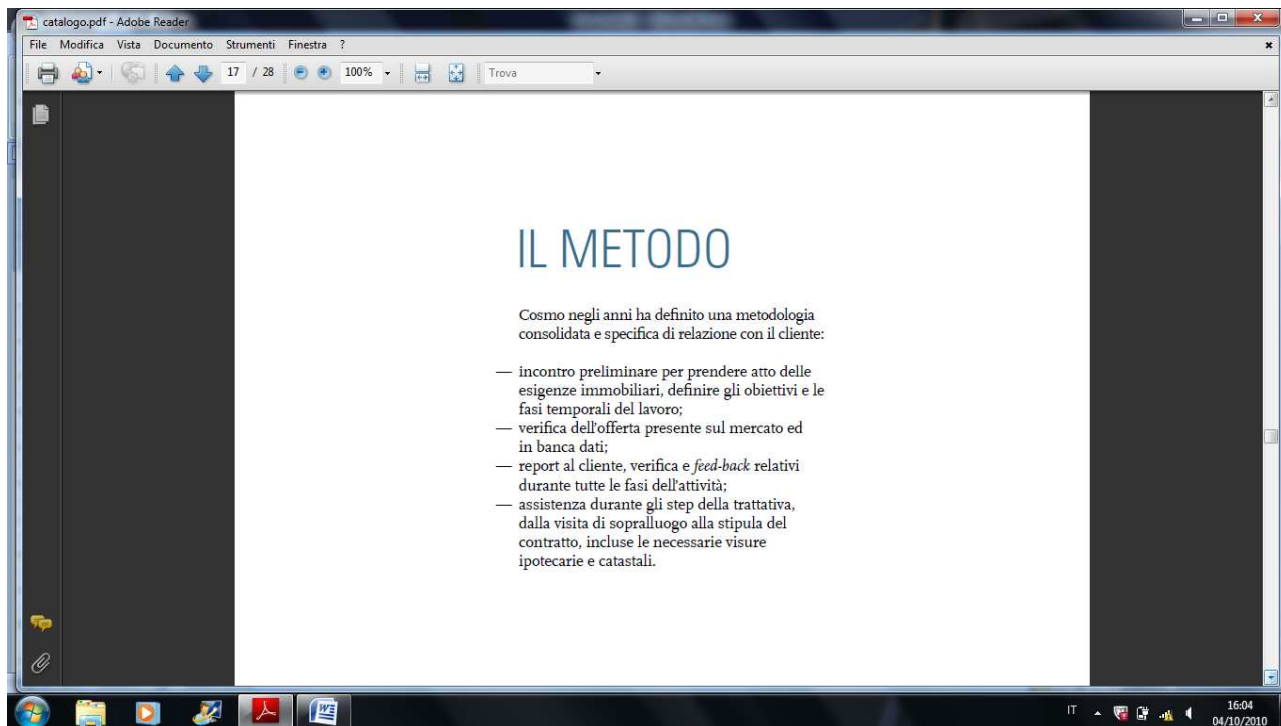 catalogo.pdf - Adobe Reader
File Modifica Vista Documento Strumenti Finestra ?
17 / 28 100% Trova
IL METODO
Cosmo negli anni ha definito una metodologia
consolidata e specifica di relazione con il cliente:
— incontro preliminare per prendere atto delle
esigenze immobiliari, definire gli obiettivi e le
fasi temporali del lavoro;
— verifica dell'offerta presente sul mercato ed
in banca dati;
— report al cliente, verifica e feed-back relativi
durante tutte le fasi dell'attività;
— assistenza durante gli step della trattativa,
dalla visita di sopralluogo alla stipula del
contratto, incluse le necessarie visure
ipotecarie e catastali.
IT
16:04
04/10/2010